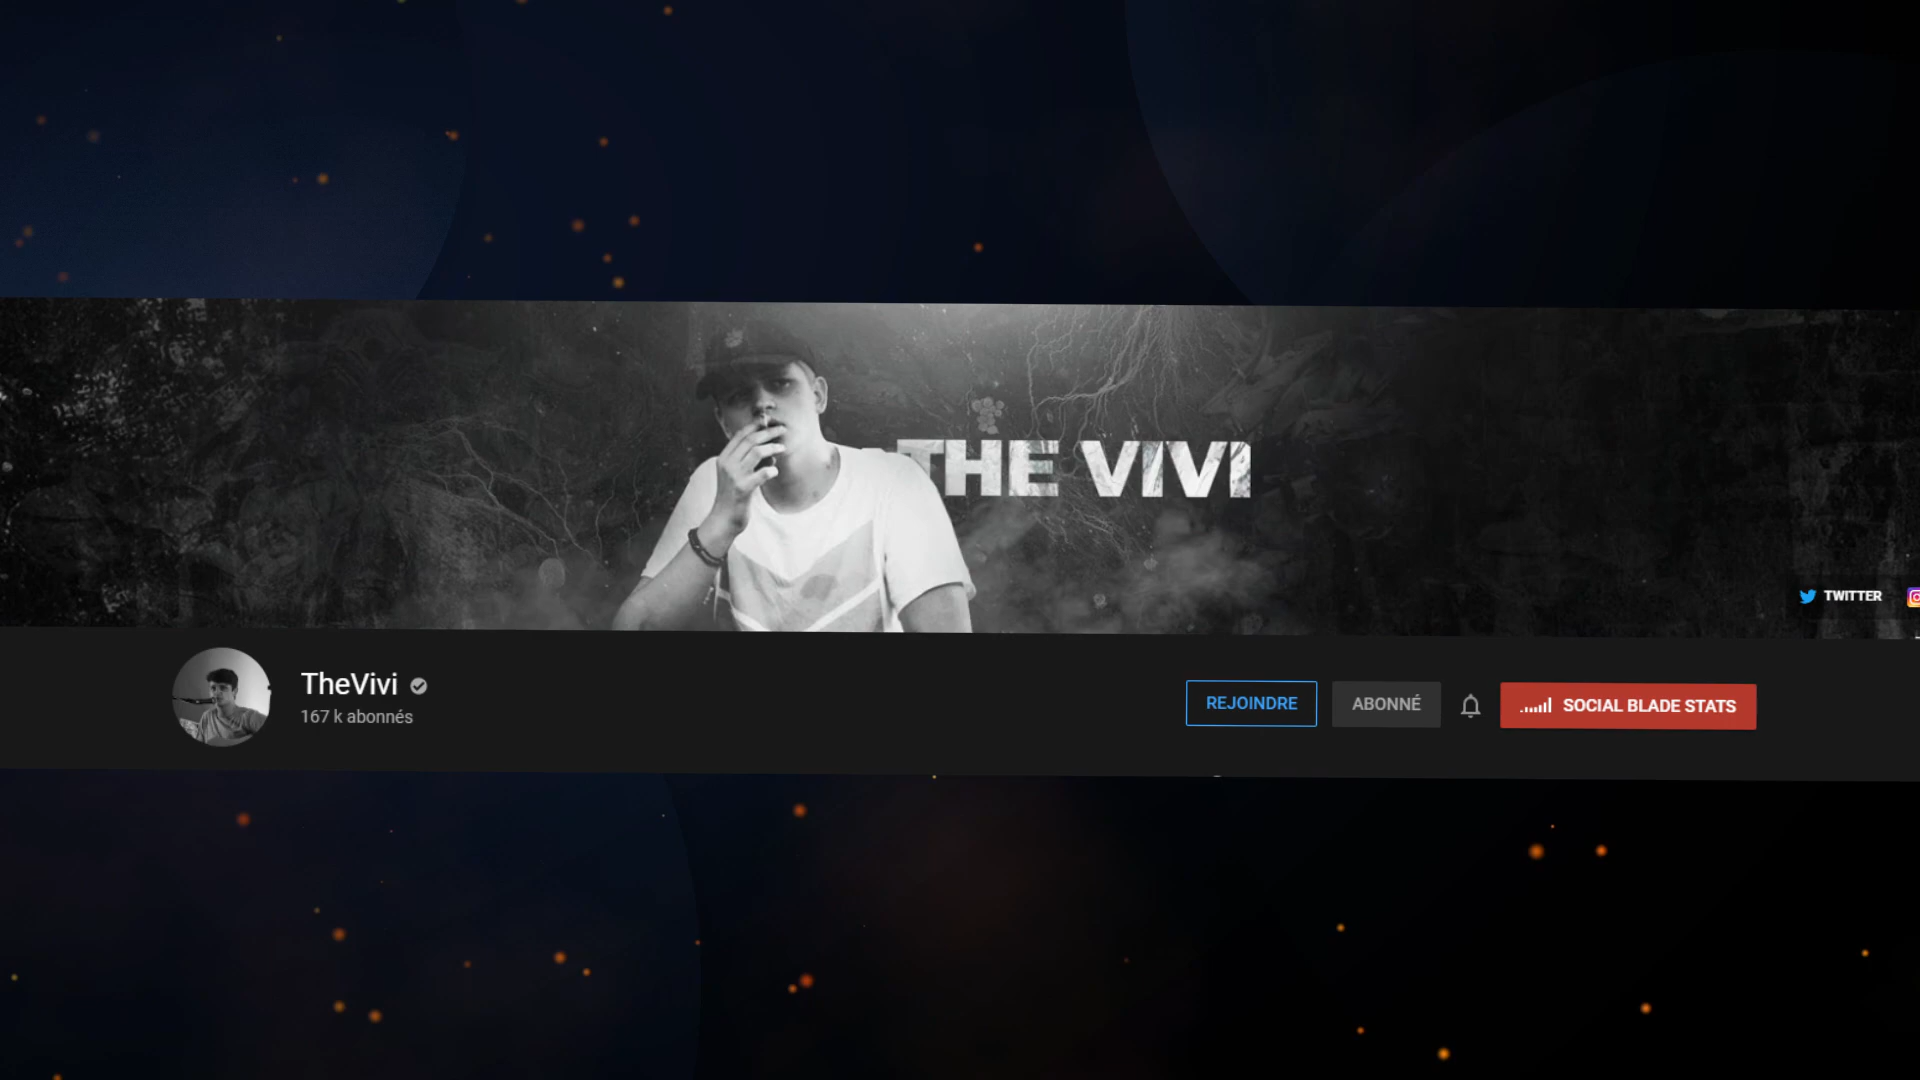 THE VIVI
TWITTER
TheVivi
167 k abonnés
REJOINDRE
ABONNÉ
SOCIAL BLADE STATS